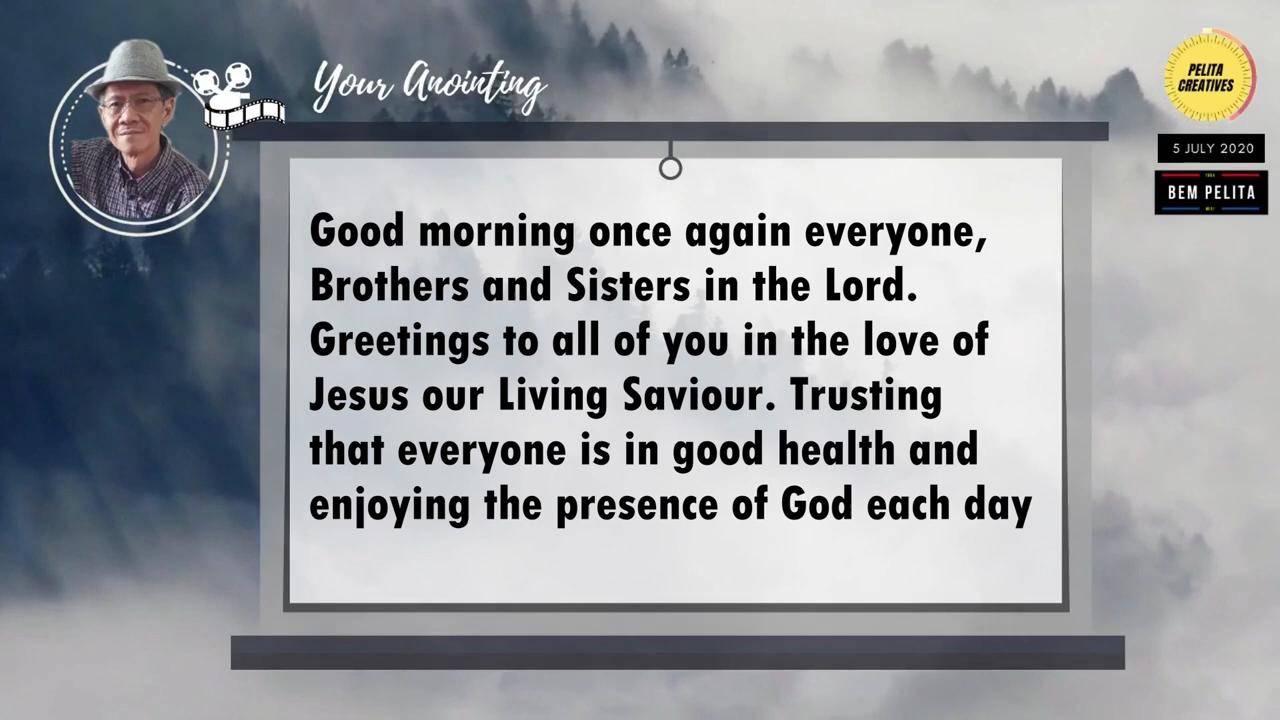 Your Anointing
PELITA
CREATIVES
5 JULY 2020
BEM PELITA
Good morning once again everyone,
Brothers and Sisters in the Lord.
Greetings to all of you in the love of
Jesus our Living Saviour. Trusting
that everyone is in good health and
enjoying the presence of God each day